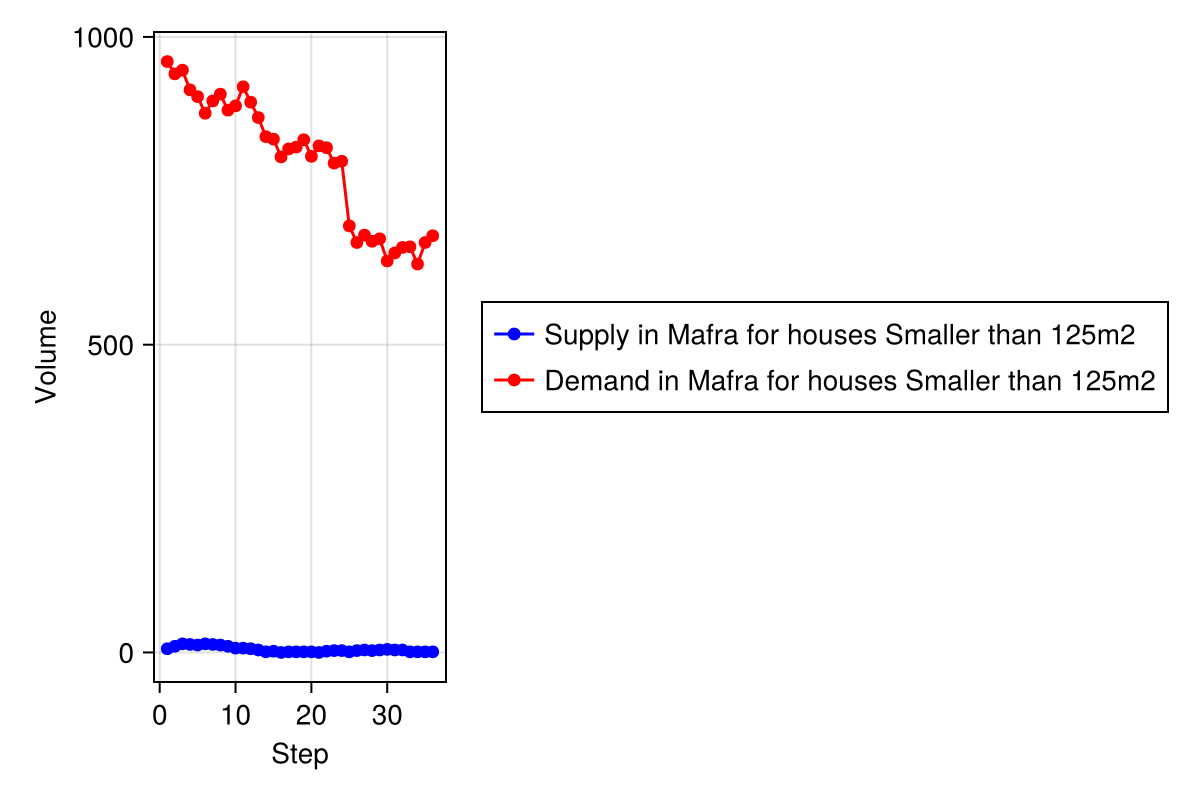 1000
500
0
Volume
0 10 20 30
Step
Supply in Mafra for houses Smaller than 125m2
Demand in Mafra for houses Smaller than 125m2